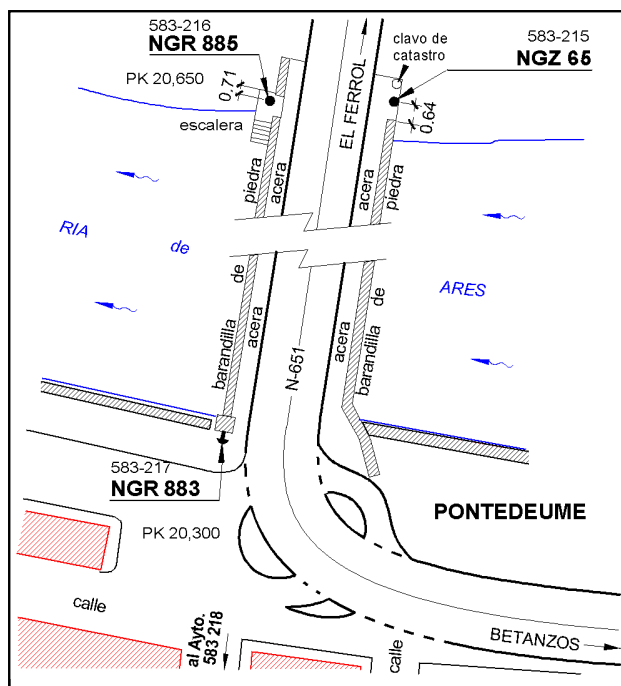 583-216
NGR 885
PK 20,650
0.71
escalera
EL FERROL
clavo de
catastro
583-215
NGZ 65
0.64
piedra
acera
acera
piedra
RIA de
ARES
de
barandilla
acera
N-651
acera
de
barandilla
583-217
NGR 883
PK 20,300
PONTEDEUME
calle
al Ayto.
583 218
calle
BETANZOS